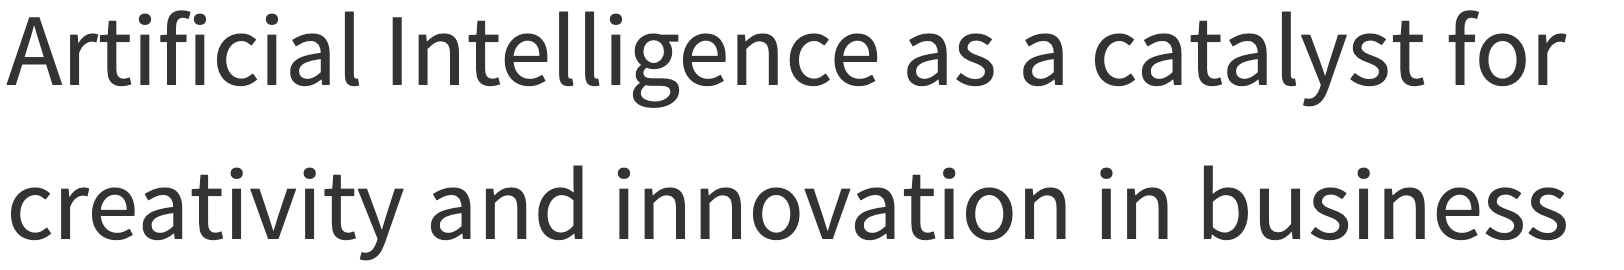 Artificial Intelligence as a catalyst for
creativity and innovation in business